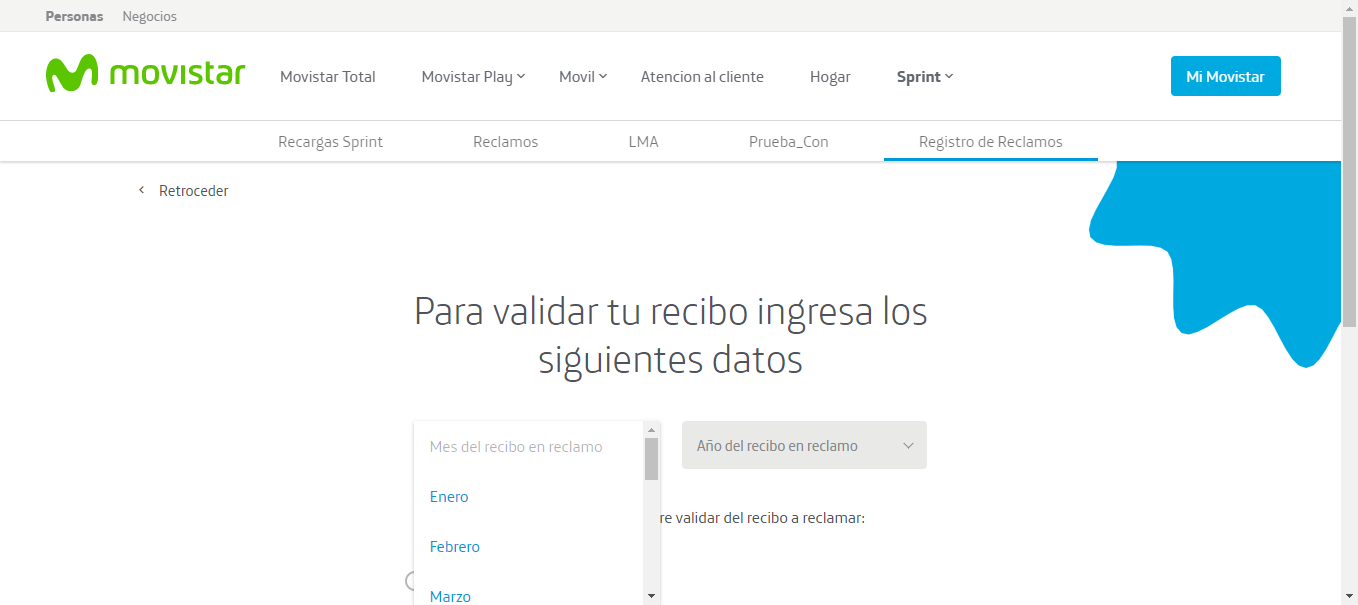 Personas Negocios
movistar Movistar Total Movistar Play Movil Atencion al cliente Hogar Sprint Mi Movistar
Recargas Sprint Reclamos LMA Prueba_Con Registro de Reclamos
Retroceder
Para validar tu recibo ingresa los
siguientes datos
Mes del recibo en reclamo Año del recibo en reclamo
Enero
re validar del recibo a reclamar:
Febrero
Marzo